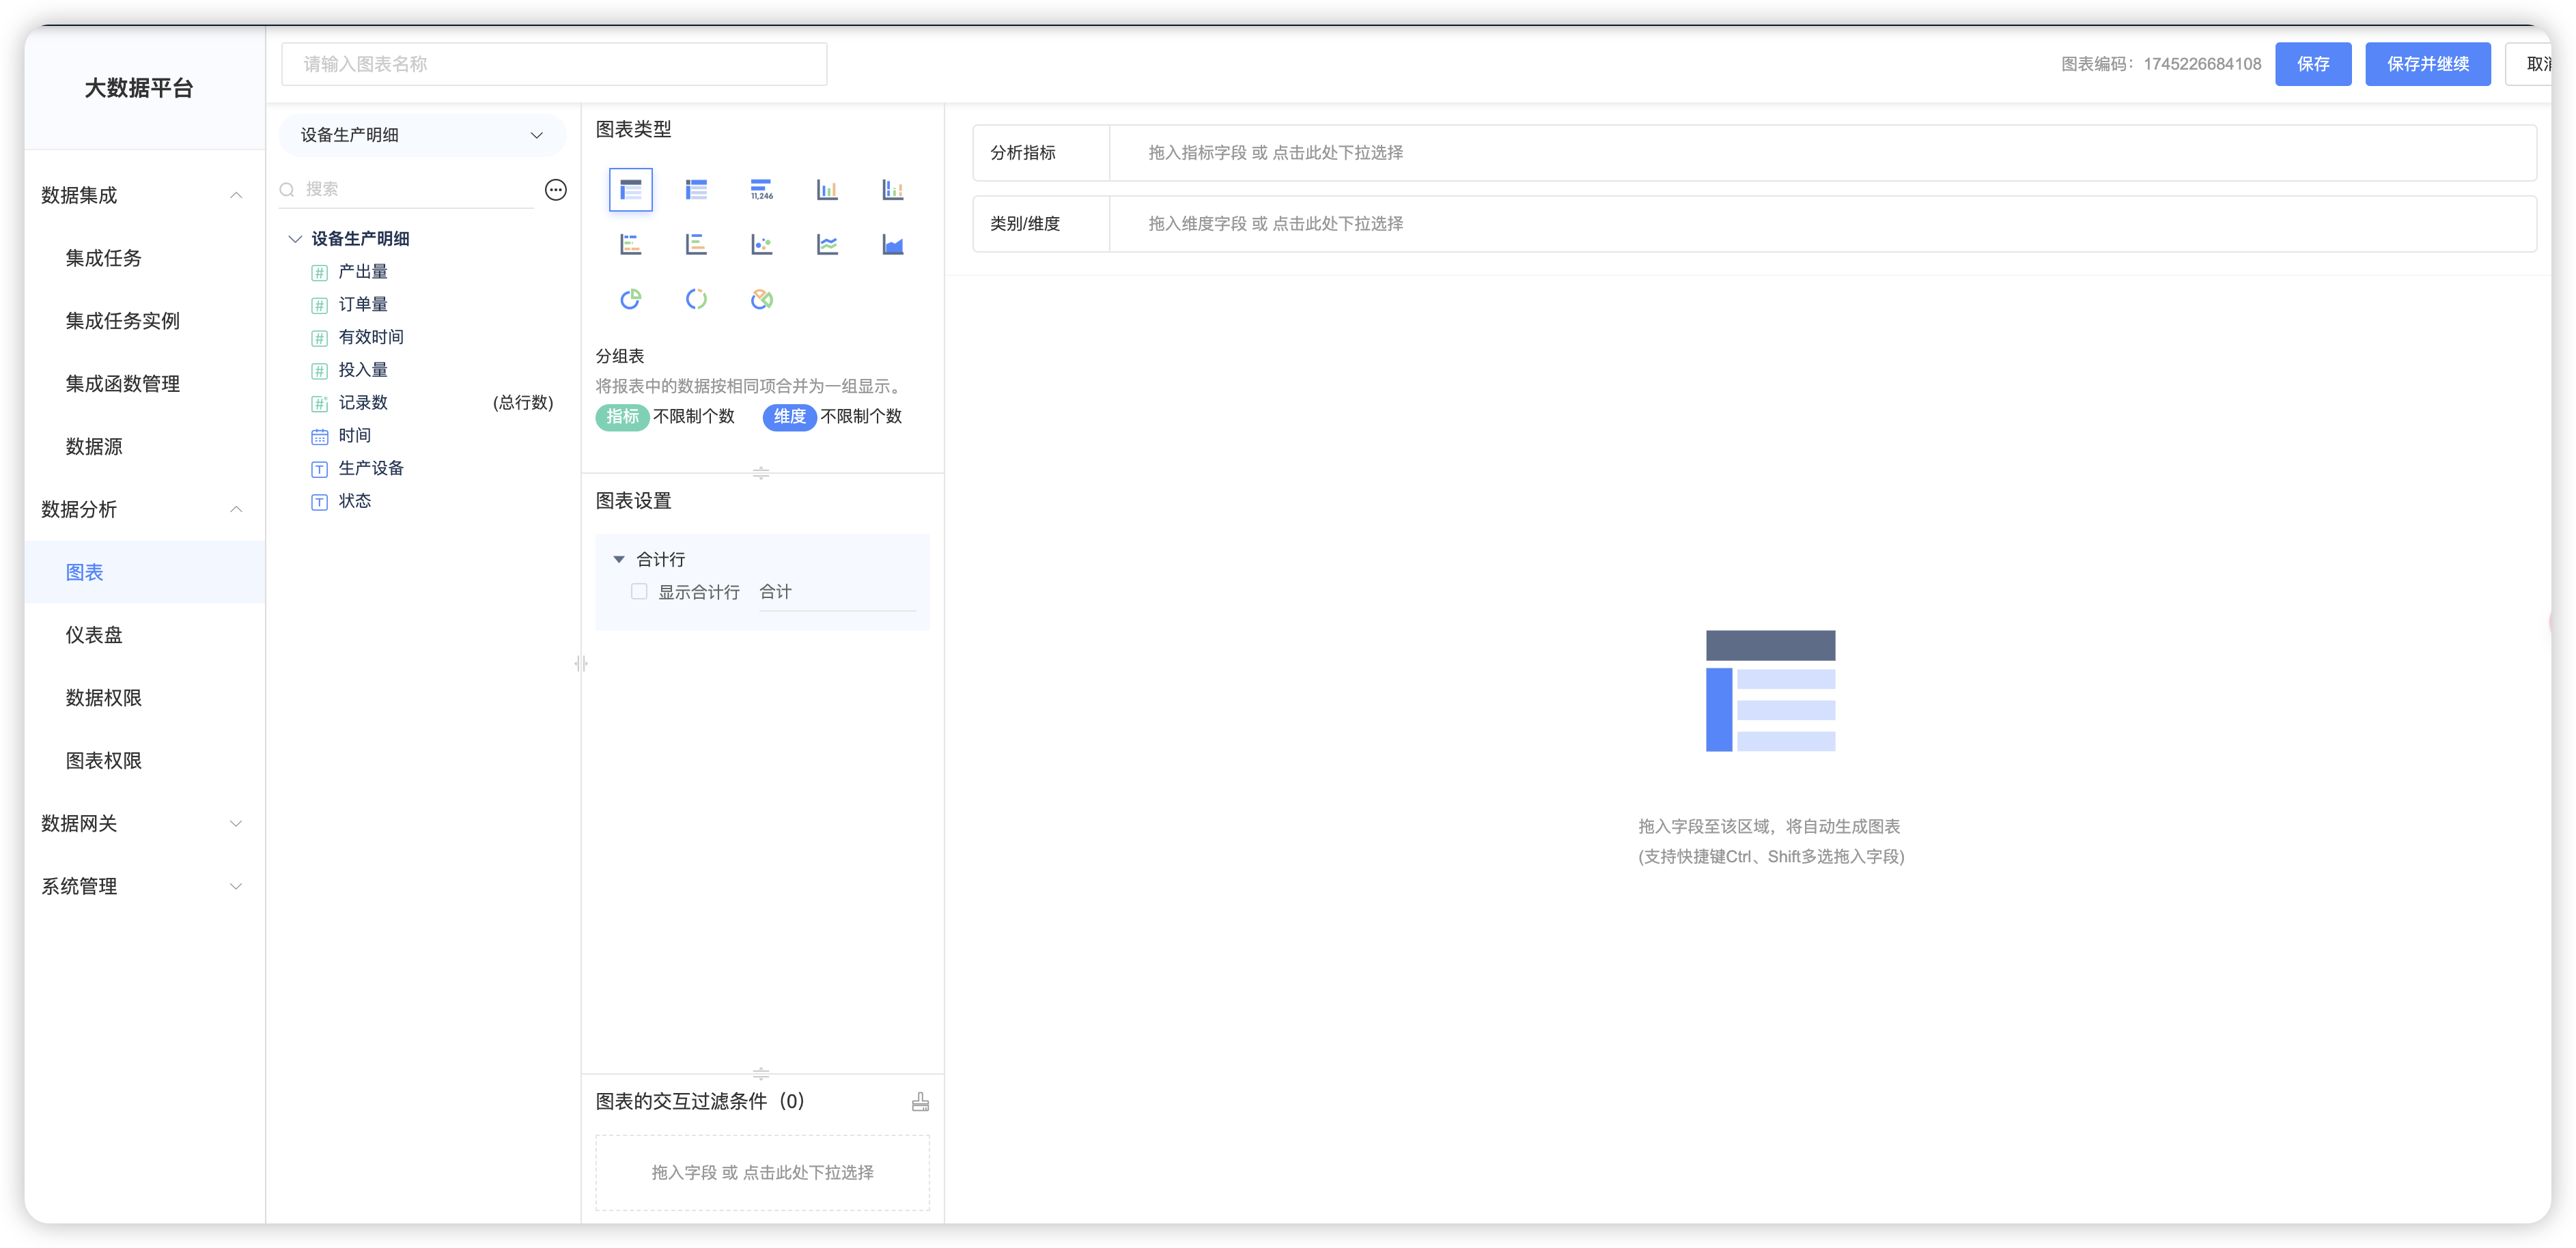 大数据平台
请输入图表名称
图表编码：1745226684108
保存
保存并继续
取消
数据集成
集成任务
集成任务实例
集成函数管理
数据源
数据分析
图表
仪表盘
数据权限
图表权限
数据网关
系统管理
设备生产明细
搜索
设备生产明细
产出量
订单量
有效时间
投入量
记录数 (总行数)
时间
生产设备
状态
图表类型
11,246
分组表
将报表中的数据按相同项合并为一组显示。
指标 不限制个数 维度 不限制个数
图表设置
合计行
显示合计行 合计
图表的交互过滤条件（0）
拖入字段 或 点击此处下拉选择
分析指标 拖入指标字段 或 点击此处下拉选择
类别/维度 拖入维度字段 或 点击此处下拉选择
拖入字段至该区域，将自动生成图表
(支持快捷键Ctrl、Shift多选拖入字段)